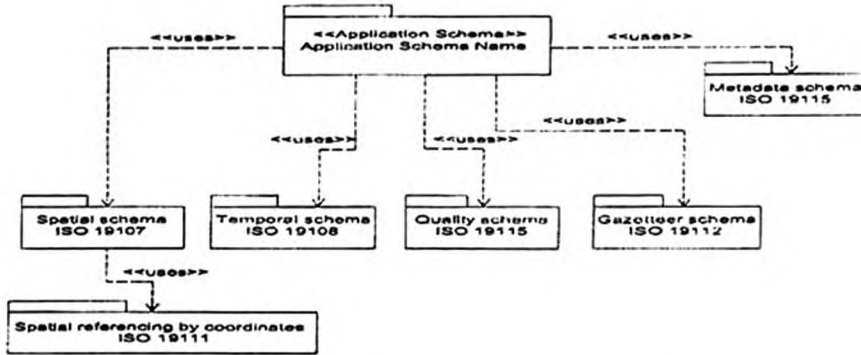 <<Application Schema>>
Application Schema Name
<<uses>>
<<uses>>
Metadata schema
ISO 19115
<<uses>>
<<uses>>
<<uses>>
Spatial schema
ISO 19107
Temporal schema
ISO 19108
Quality schema
ISO 19115
Gazetteer schema
ISO 19112
<<uses>>
Spatial referencing by coordinates
ISO 19111